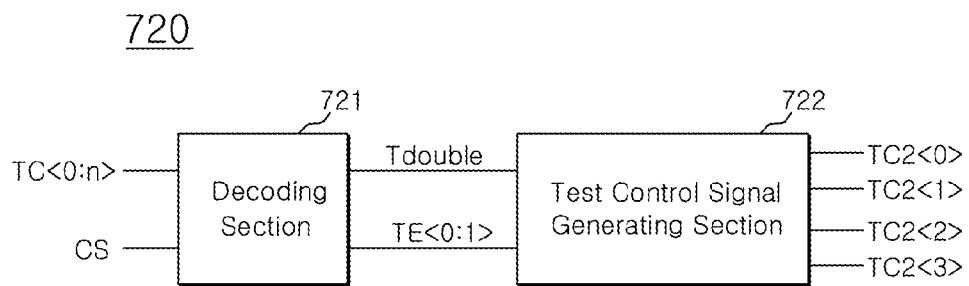 720
721
722
TC<0:n>
CS
Decoding
Section
Tdouble
TE<0:1>
Test Control Signal
Generating Section
TC2<0>
TC2<1>
TC2<2>
TC2<3>